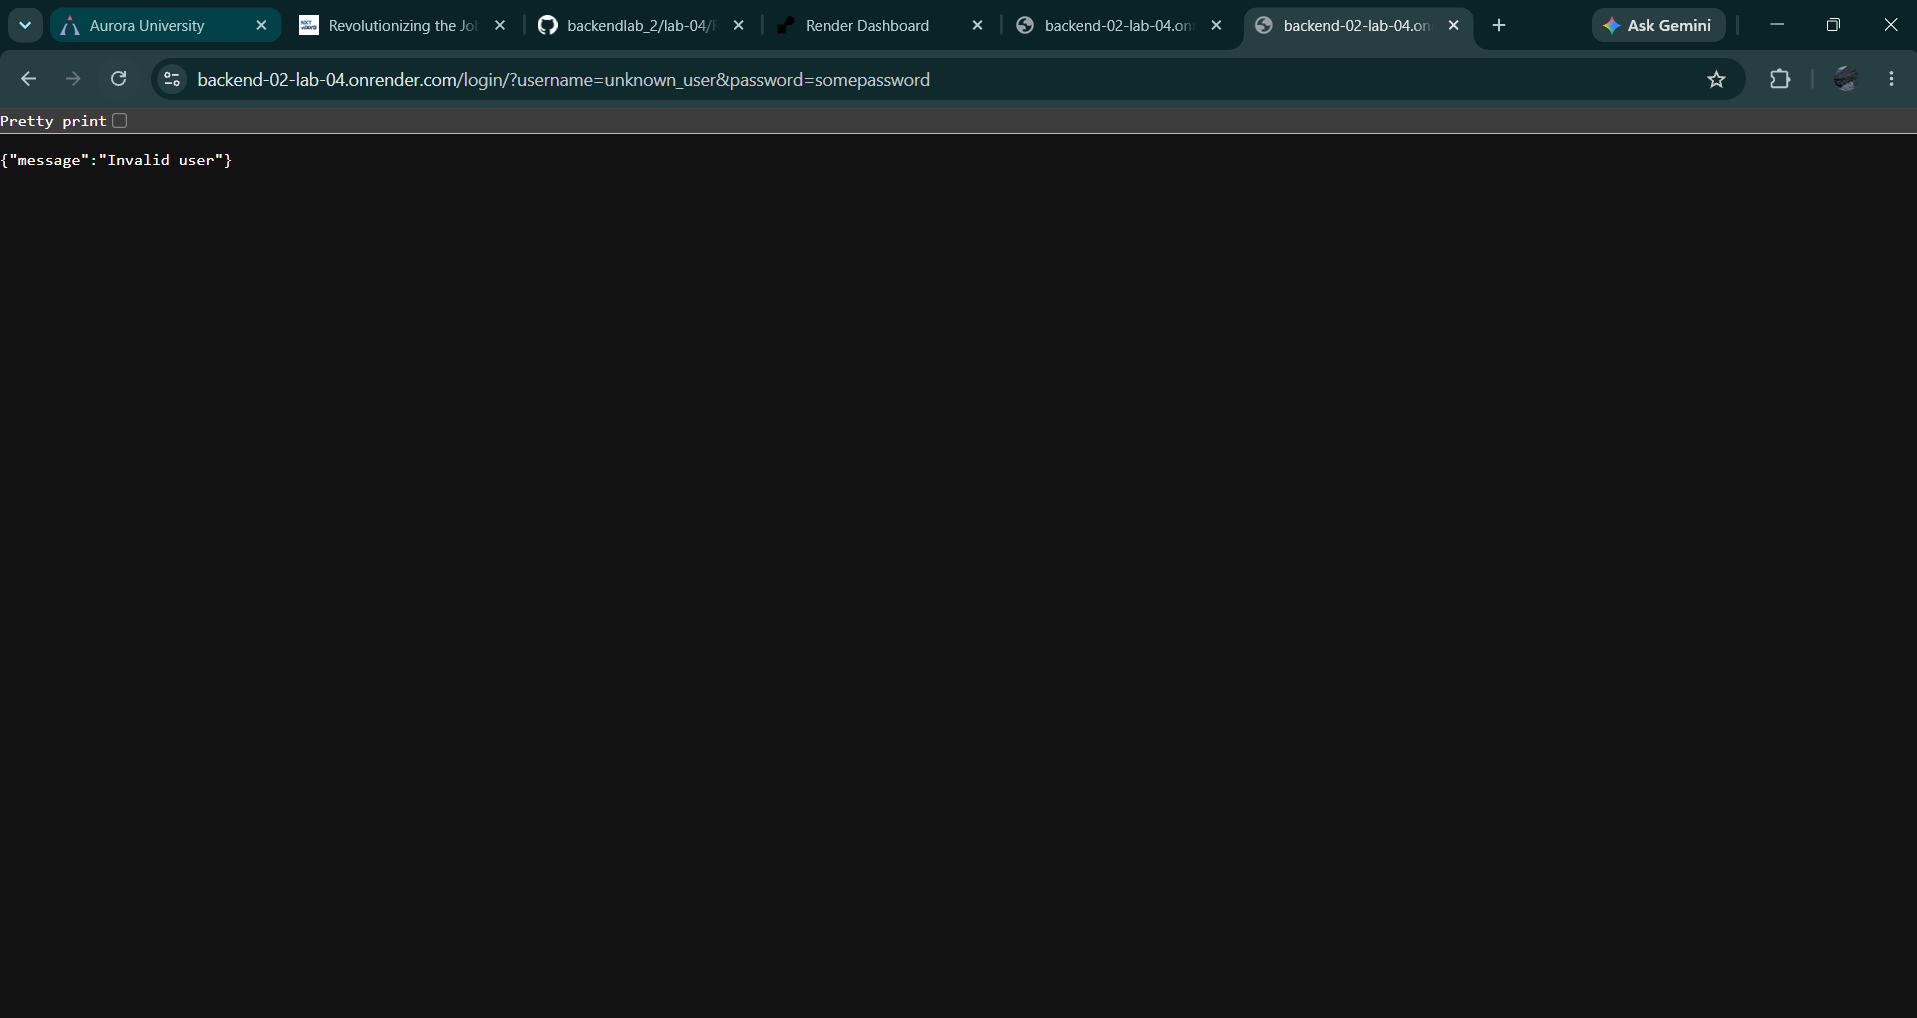 Aurora University
Revolutionizing the Jo
backendlab_2/lab-04/
Render Dashboard
backend-02-lab-04.on
backend-02-lab-04.on
Ask Gemini
backend-02-lab-04.onrender.com/login/?username=unknown_user&password=somepassword
Pretty print
{"message":"Invalid user"}